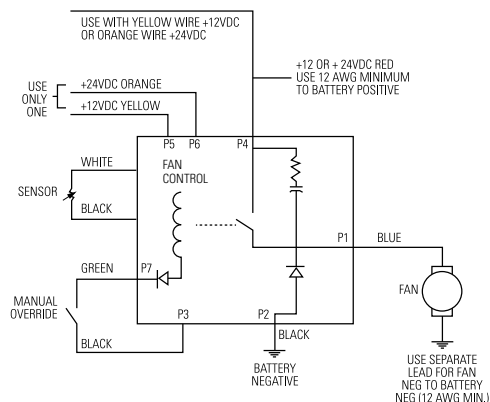 USE WITH YELLOW WIRE +12VDC
OR ORANGE WIRE +24VDC
+12 OR + 24VDC RED
USE 12 AWG MINIMUM
TO BATTERY POSITIVE
USE
ONLY
ONE
+24VDC ORANGE
+12VDC YELLOW
P5
P6
P4
WHITE
FAN
CONTROL
SENSOR
BLACK
P1
BLUE
GREEN
P7
FAN
MANUAL
OVERRIDE
P3
P2
BLACK
BLACK
BATTERY
NEGATIVE
USE SEPARATE
LEAD FOR FAN
NEG TO BATTERY
NEG (12 AWG MIN.)